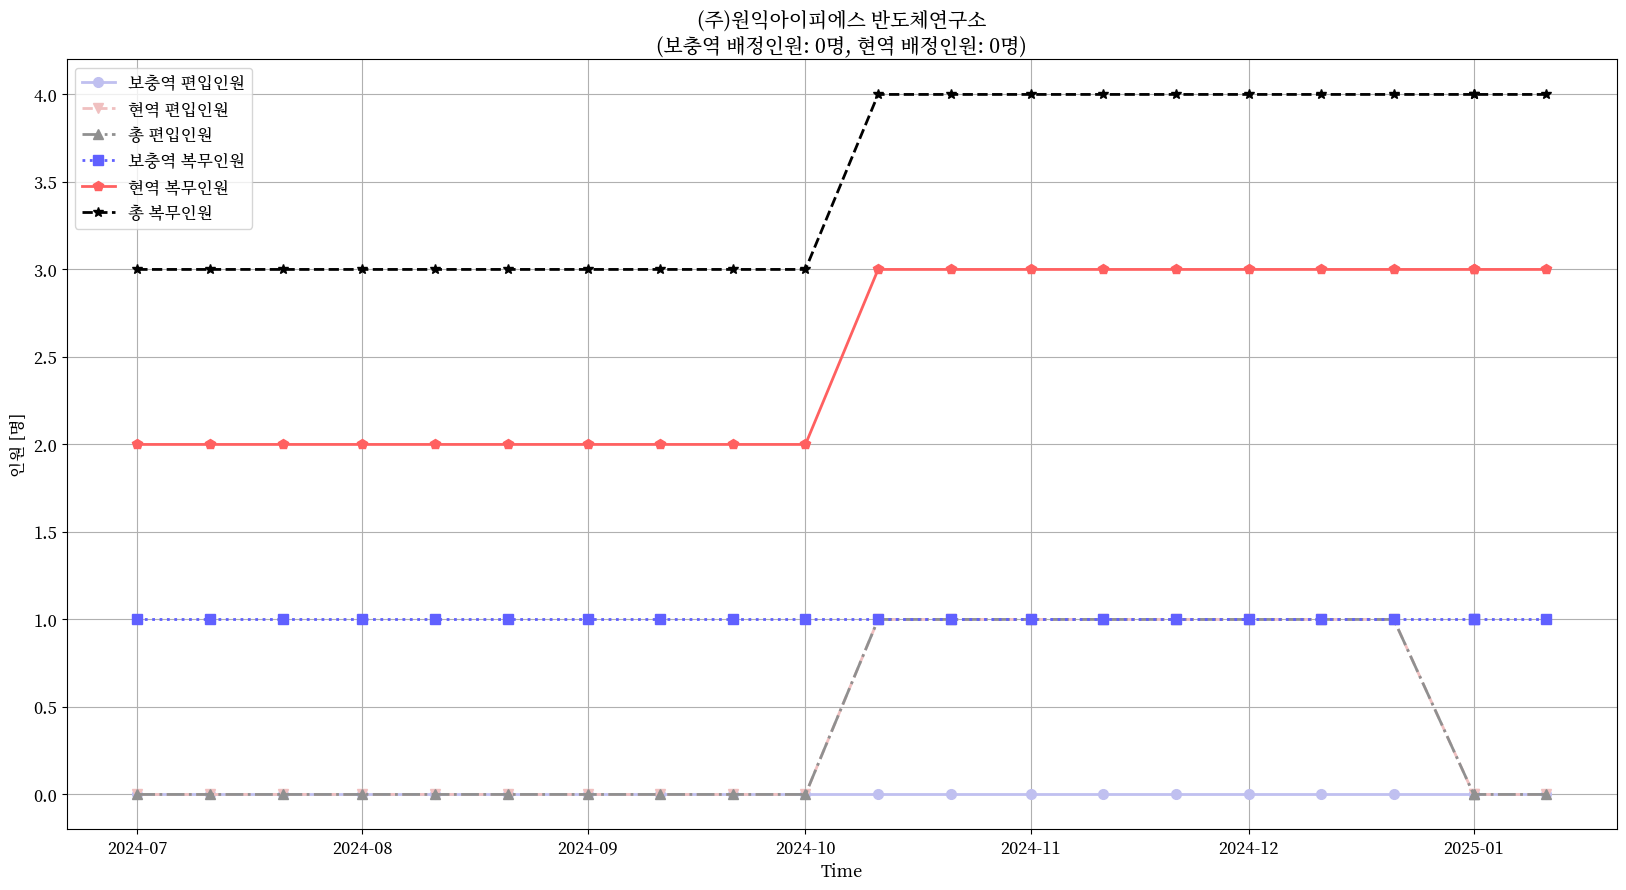 (주)원익아이피에스 반도체연구소
(보충역 배정인원: 0명, 현역 배정인원: 0명)
보충역 편입인원
현역 편입인원
총 편입인원
보충역 복무인원
현역 복무인원
총 복무인원
4.0
3.5
3.0
2.5
2.0
1.5
1.0
0.5
0.0
인원 [명]
2024-07
2024-08
2024-09
2024-10
2024-11
2024-12
2025-01
Time